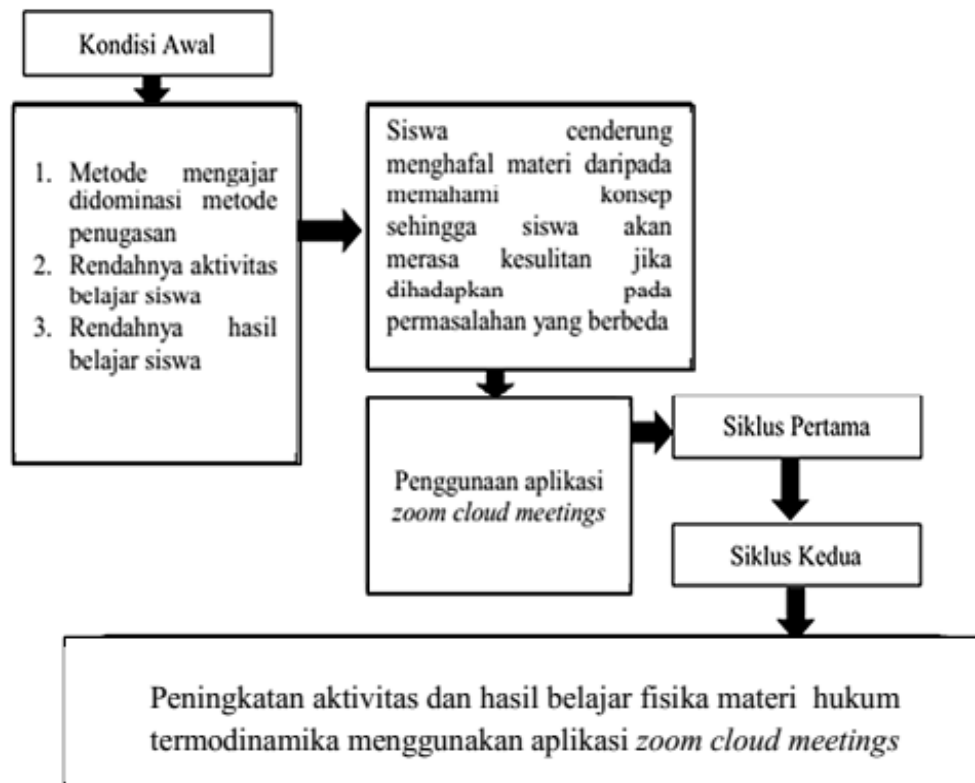 Kondisi Awal
1. Metode mengajar
didominasi metode
penugasan
2. Rendahnya aktivitas
belajar siswa
3. Rendahnya hasil
belajar siswa
Siswa cenderung
menghafal materi daripada
memahami konsep
sehingga siswa akan
merasa kesulitan jika
dihadapkan pada
permasalahan yang berbeda
Penggunaan aplikasi
zoom cloud meetings
Siklus Pertama
Siklus Kedua
Peningkatan aktivitas dan hasil belajar fisika materi hukum
termodinamika menggunakan aplikasi zoom cloud meetings